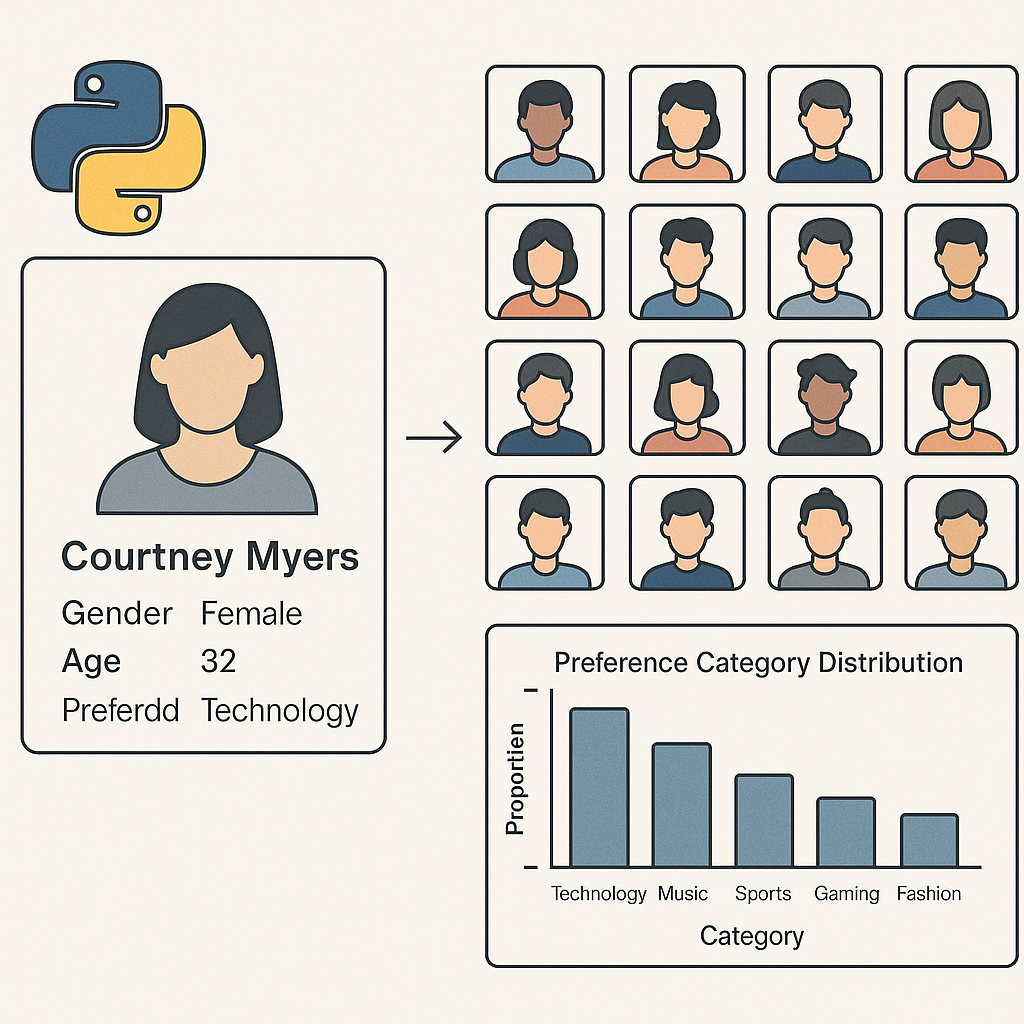 Courtney Myers
Gender Female
Age 32
Preferdd Technology
Preference Category Distribution
Proportien
Technology Music Sports Gaming Fashion
Category